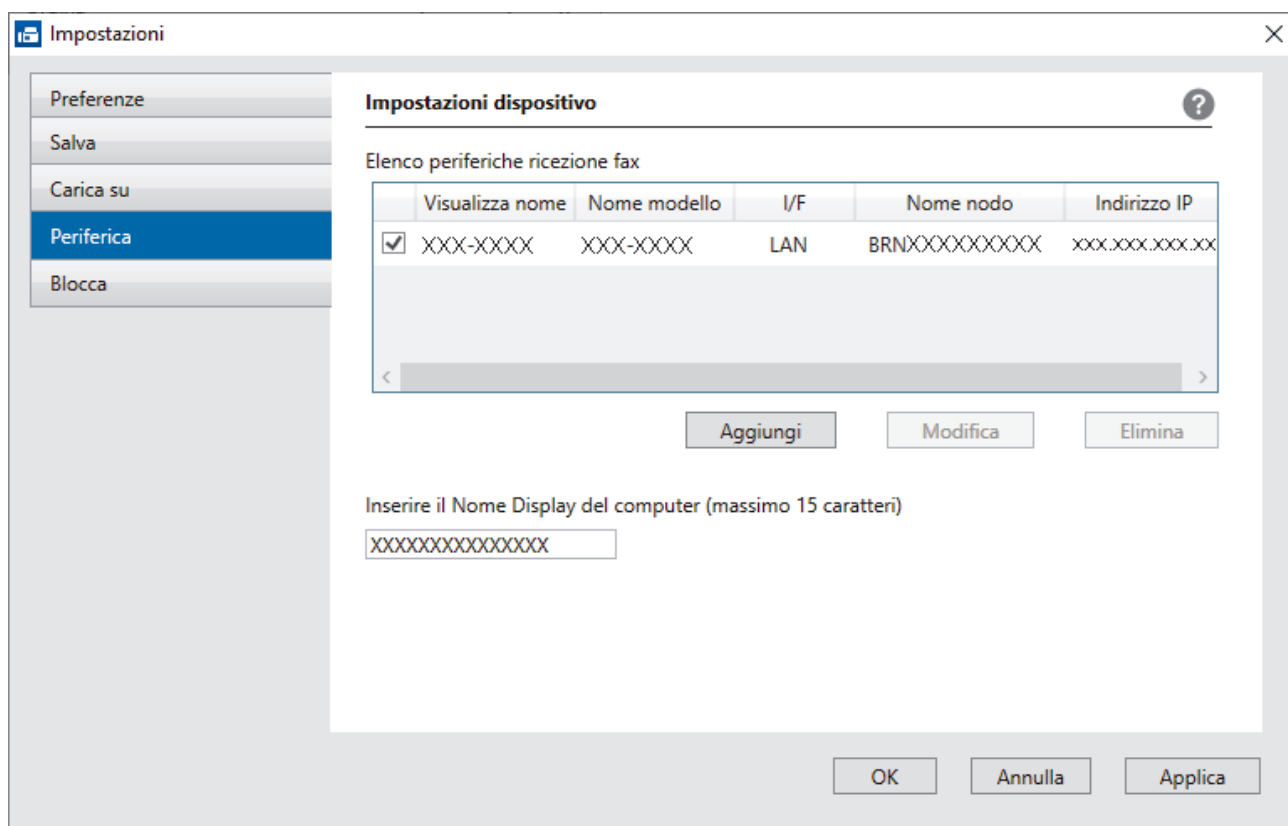 Impostazioni
Preferenze
Salva
Carica su
Periferica
Blocca
Impostazioni dispositivo
?
Elenco periferiche ricezione fax
Visualizza nome Nome modello I/F Nome nodo Indirizzo IP
XXX-XXXX XXX-XXXX LAN BRNXXXXXXXXX xxx.xxx.xxx.xx
Aggiungi Modifica Elimina
Inserire il Nome Display del computer (massimo 15 caratteri)
XXXXXXXXXXXXXXX
OK Annulla Applica